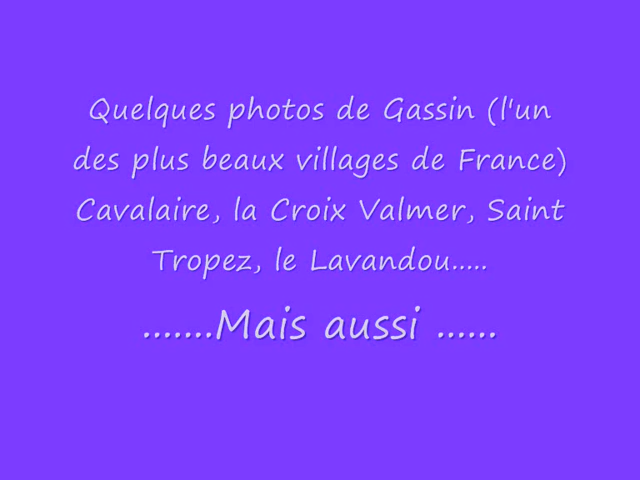 Quelques photos de Gassin (l'un
des plus beaux villages de France)
Cavalaire, la Croix Valmer, Saint
Tropez, le Lavandou.....
.......Mais aussi ......